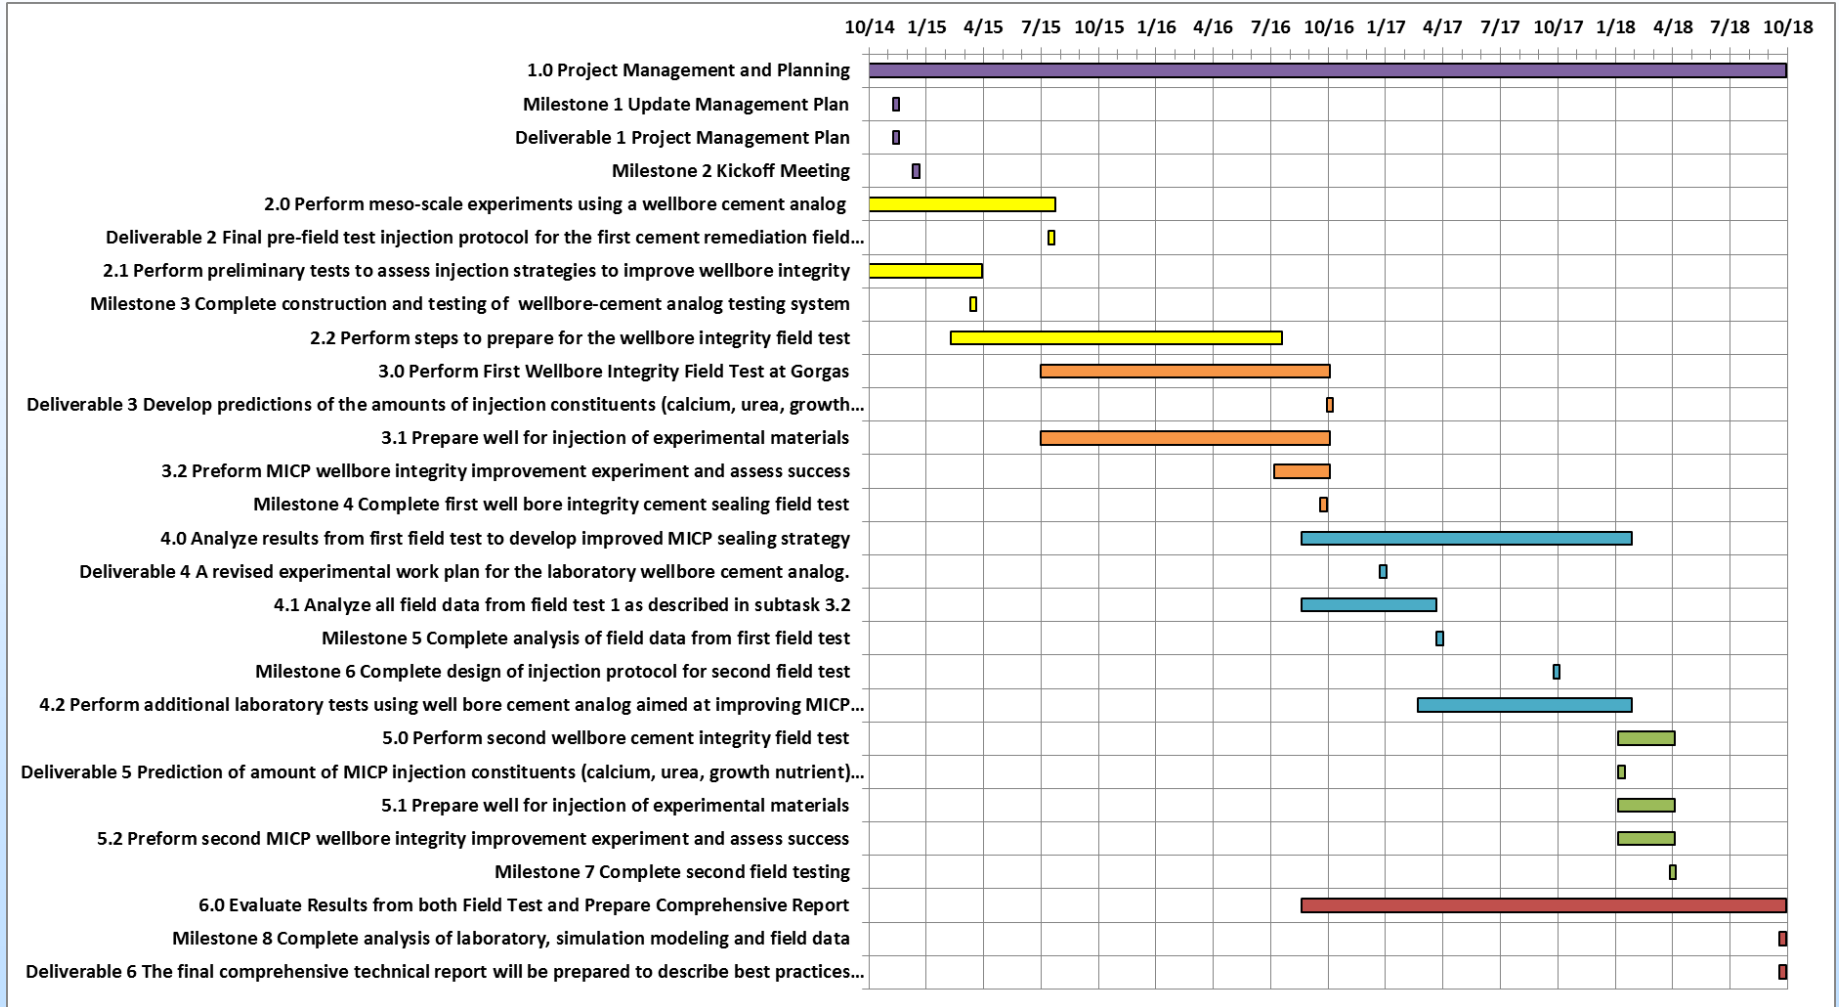 10/14 1/15 4/15 7/15 10/15 1/16 4/16 7/16 10/16 1/17 4/17 7/17 10/17 1/18 4/18 7/18 10/18
1.0 Project Management and Planning
Milestone 1 Update Management Plan
Deliverable 1 Project Management Plan
Milestone 2 Kickoff Meeting
2.0 Perform meso-scale experiments using a wellbore cement analog
Deliverable 2 Final pre-field test injection protocol for the first cement remediation field...
2.1 Perform preliminary tests to assess injection strategies to improve wellbore integrity
Milestone 3 Complete construction and testing of  wellbore-cement analog testing system
2.2 Perform steps to prepare for the wellbore integrity field test
3.0 Perform First Wellbore Integrity Field Test at Gorgas
Deliverable 3 Develop predictions of the amounts of injection constituents (calcium, urea, growth...
3.1 Prepare well for injection of experimental materials
3.2 Preform MICP wellbore integrity improvement experiment and assess success
Milestone 4 Complete first well bore integrity cement sealing field test
4.0 Analyze results from first field test to develop improved MICP sealing strategy
Deliverable 4 A revised experimental work plan for the laboratory wellbore cement analog.
4.1 Analyze all field data from field test 1 as described in subtask 3.2
Milestone 5 Complete analysis of field data from first field test
Milestone 6 Complete design of injection protocol for second field test
4.2 Perform additional laboratory tests using well bore cement analog aimed at improving MICP...
5.0 Perform second wellbore cement integrity field test
Deliverable 5 Prediction of amount of MICP injection constituents (calcium, urea, growth nutrient)...
5.1 Prepare well for injection of experimental materials
5.2 Preform second MICP wellbore integrity improvement experiment and assess success
Milestone 7 Complete second field testing
6.0 Evaluate Results from both Field Test and Prepare Comprehensive Report
Milestone 8 Complete analysis of laboratory, simulation modeling and field data
Deliverable 6 The final comprehensive technical report will be prepared to describe best practices...